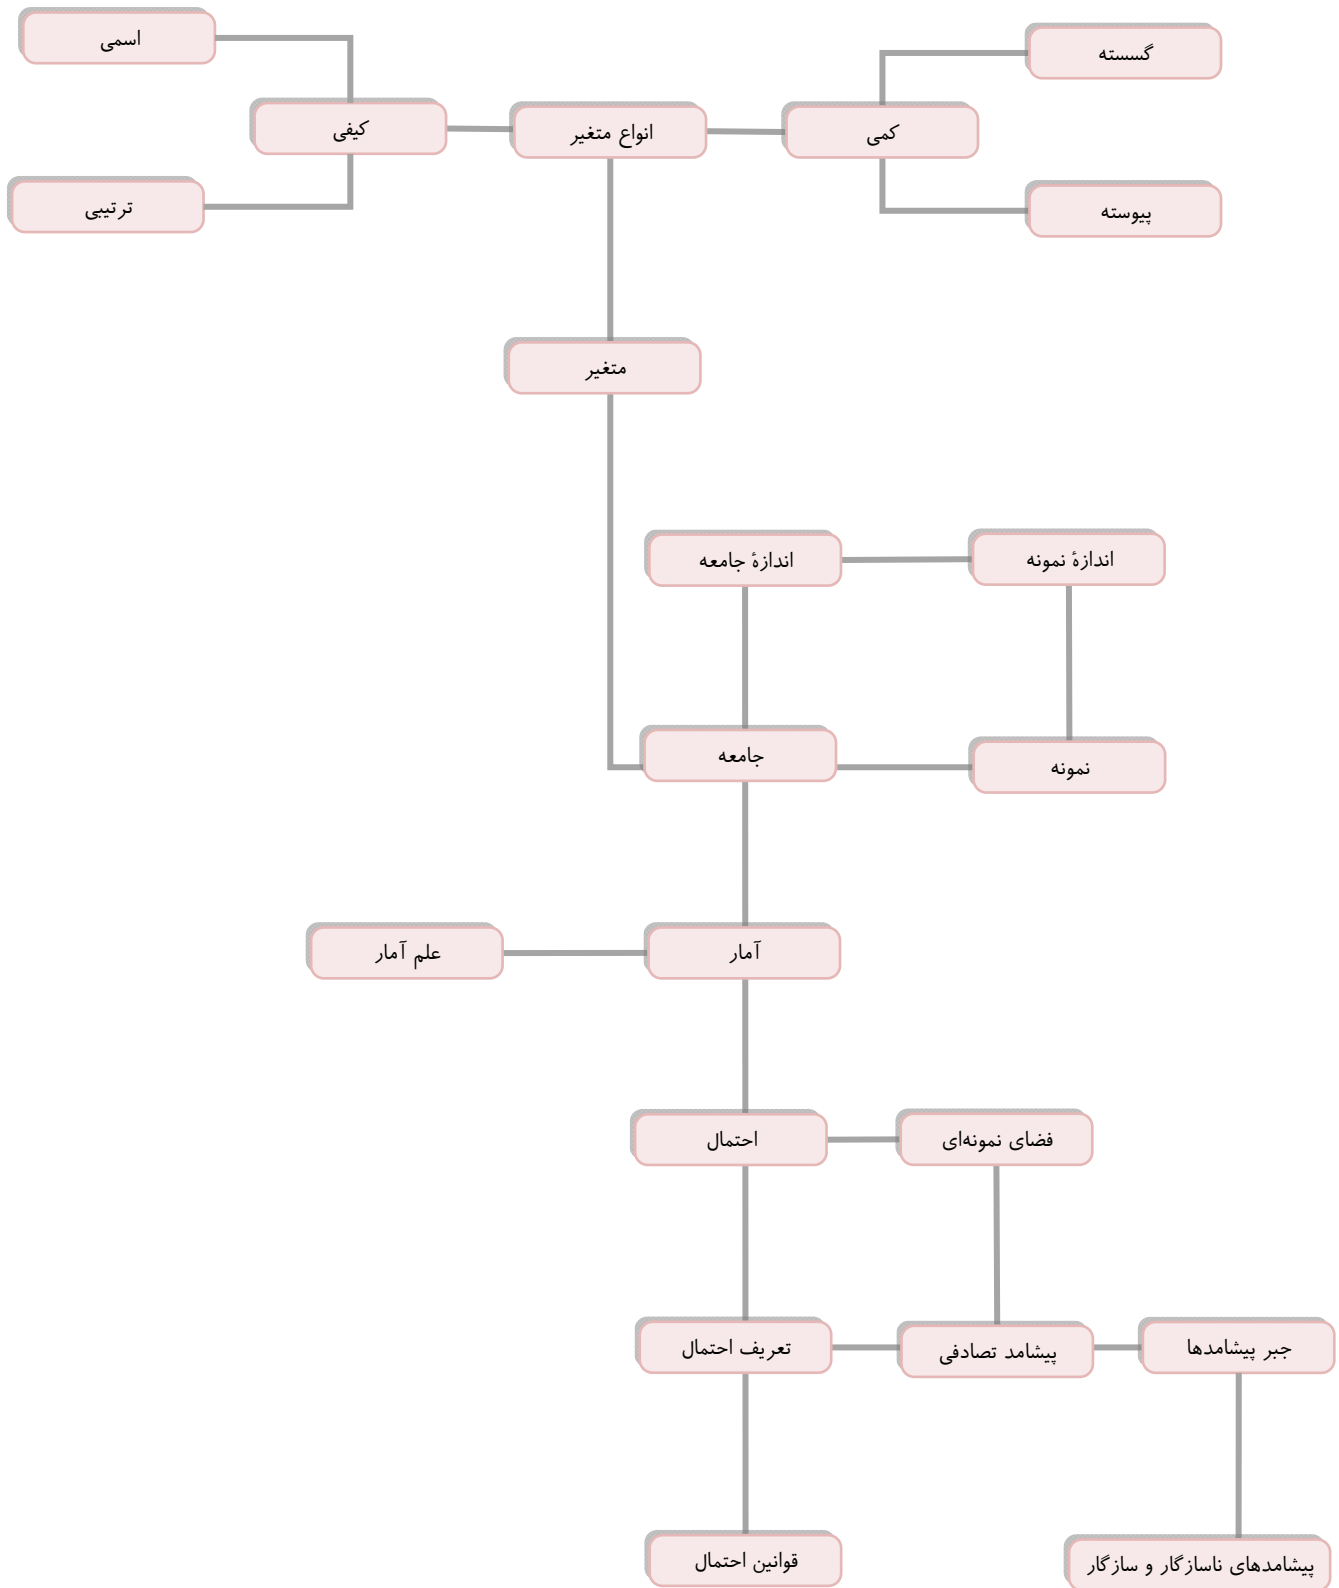 گسسته
اسمی
کمی
انواع متغیر
کیفی
پیوسته
ترتیبی
متغیر
اندازهٔ نمونه
اندازهٔ جامعه
نمونه
جامعه
آمار
علم آمار
فضای نمونه‌ای
احتمال
جبر پیشامدها
پیشامد تصادفی
تعریف احتمال
پیشامدهای ناسازگار و سازگار
قوانین احتمال